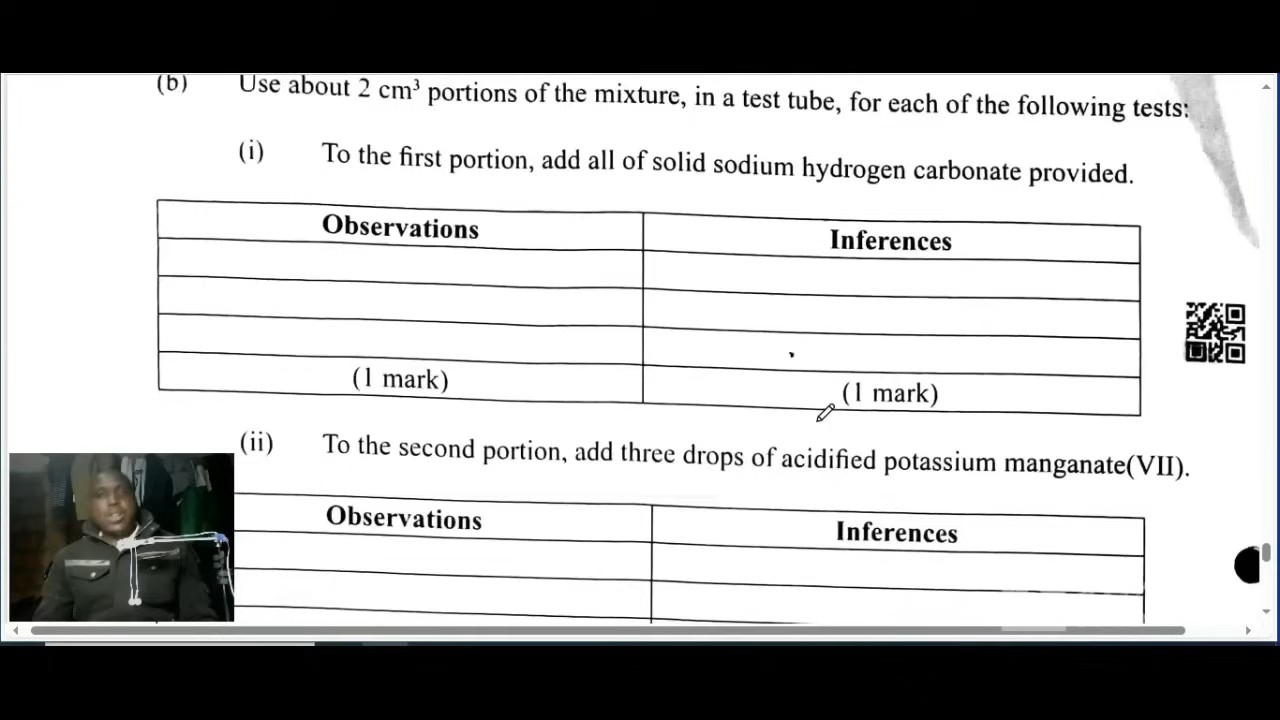 (b) Use about 2 cm³ portions of the mixture, in a test tube, for each of the following tests:
(i) To the first portion, add all of solid sodium hydrogen carbonate provided.
Observations Inferences
(1 mark) (1 mark)
(ii) To the second portion, add three drops of acidified potassium manganate(VII).
Observations Inferences